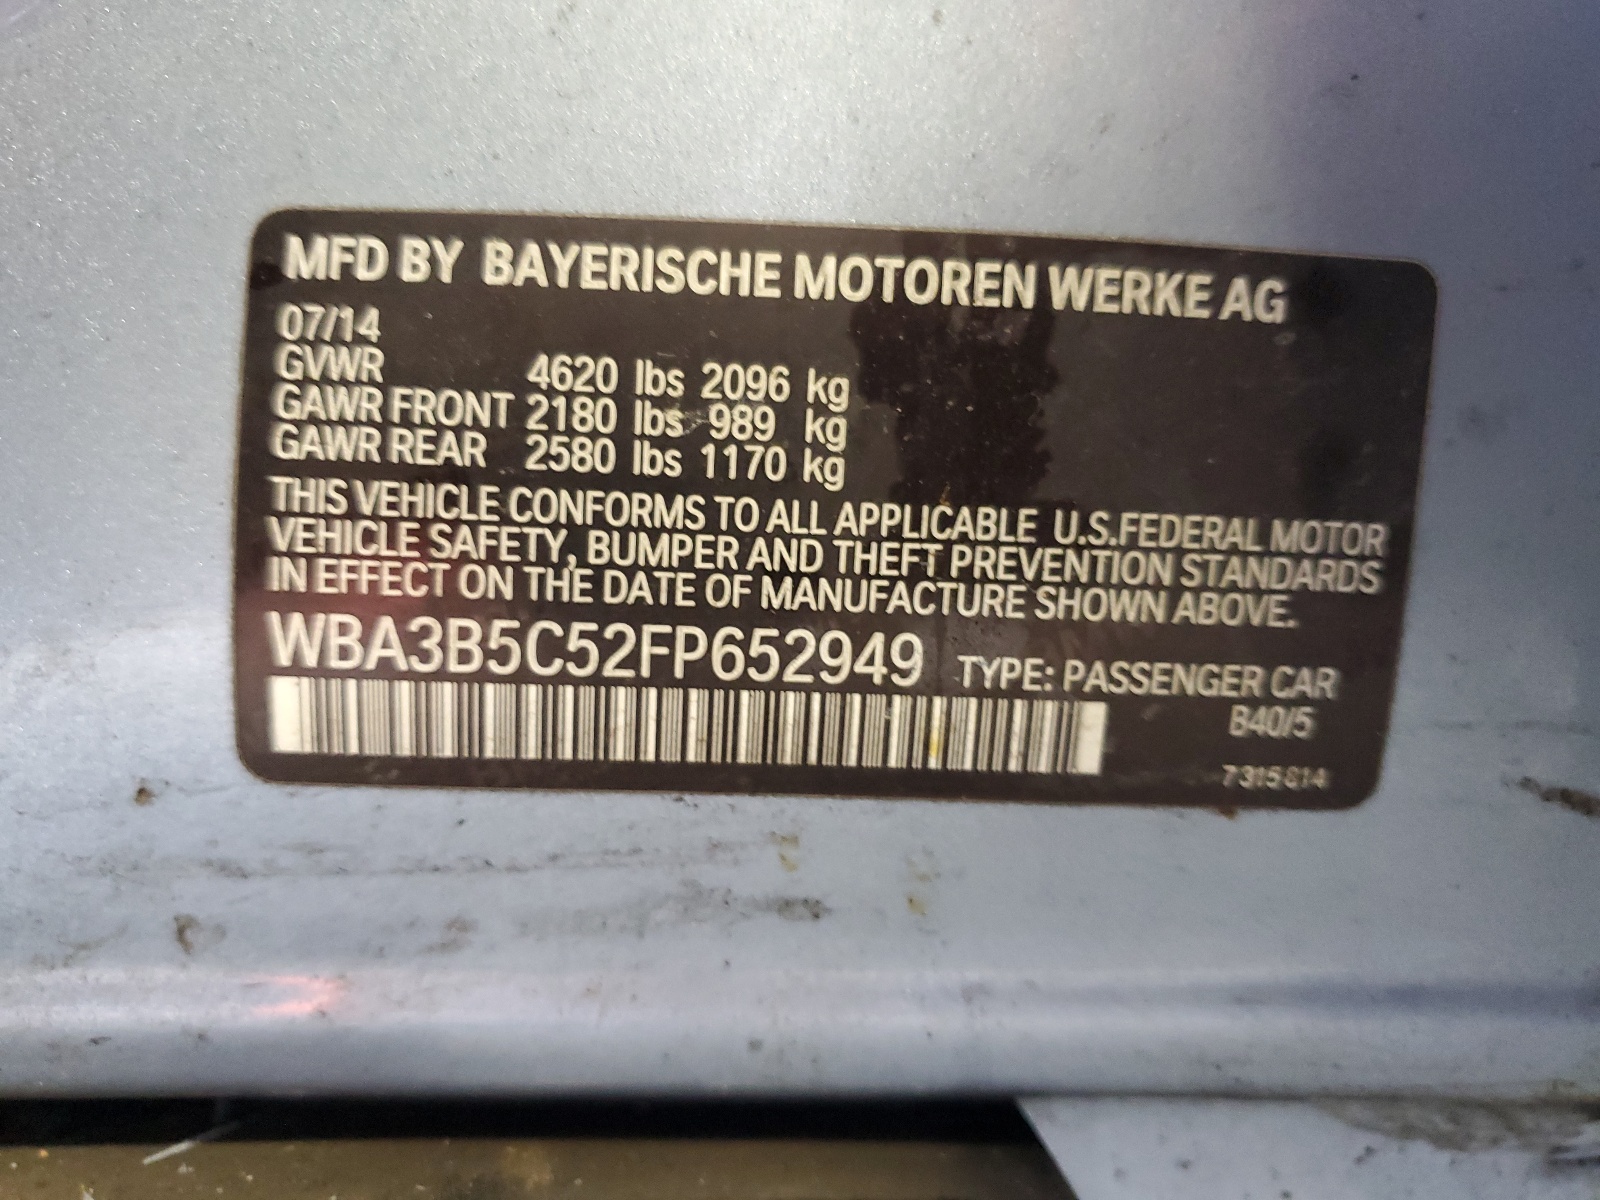 MFD BY BAYERISCHE MOTOREN WERKE AG
07/14
GVWR 4620 lbs 2096 kg
GAWR FRONT 2180 lbs 989 kg
GAWR REAR 2580 lbs 1170 kg
THIS VEHICLE CONFORMS TO ALL APPLICABLE U.S.FEDERAL MOTOR
VEHICLE SAFETY, BUMPER AND THEFT PREVENTION STANDARDS
IN EFFECT ON THE DATE OF MANUFACTURE SHOWN ABOVE.
WBA3B5C52FP652949 TYPE: PASSENGER CAR
B40/5
7315814